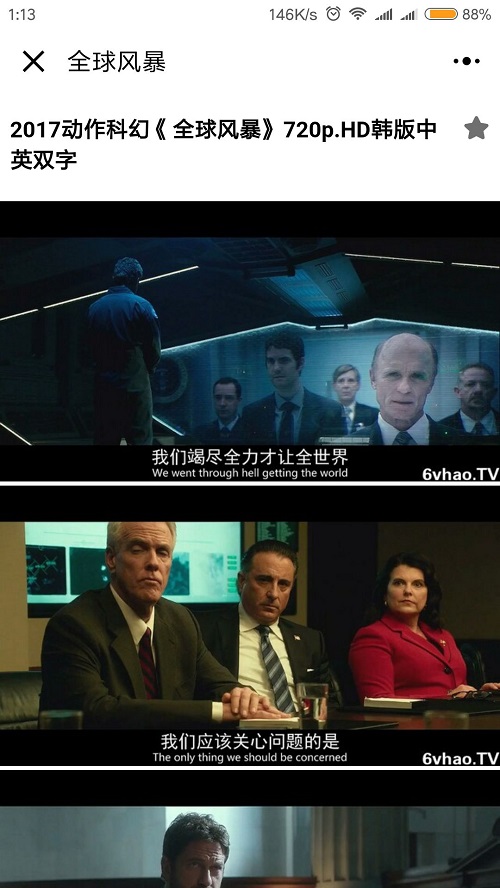 1:13 146K/s 88%
全球风暴
2017动作科幻《 全球风暴》720p.HD韩版中
英双字
我们竭尽全力才让全世界
We went through hell getting the world
6vhao.TV
我们应该关心问题的是
The only thing we should be concerned
6vhao.TV